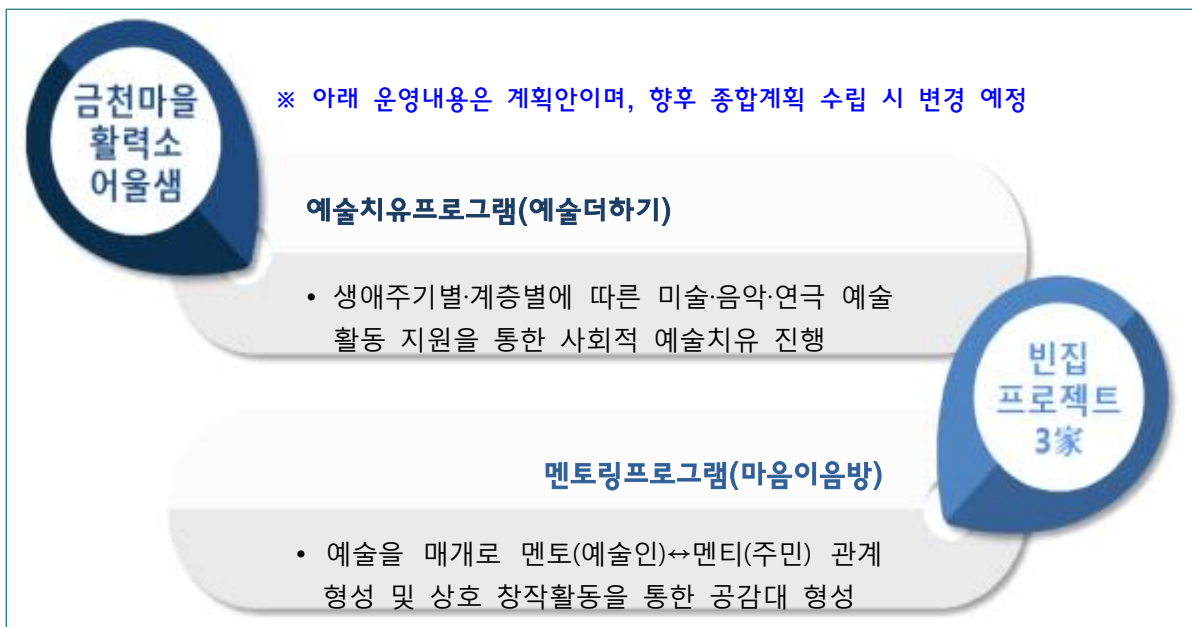 금천마을
활력소
어울샘
※ 아래 운영내용은 계획안이며, 향후 종합계획 수립 시 변경 예정
예술치유프로그램(예술더하기)
• 생애주기별·계층별에 따른 미술·음악·연극 예술
활동 지원을 통한 사회적 예술치유 진행
빈집
프로젝트
3家
멘토링프로그램(마음이음방)
• 예술을 매개로 멘토(예술인)↔멘티(주민) 관계
형성 및 상호 창작활동을 통한 공감대 형성